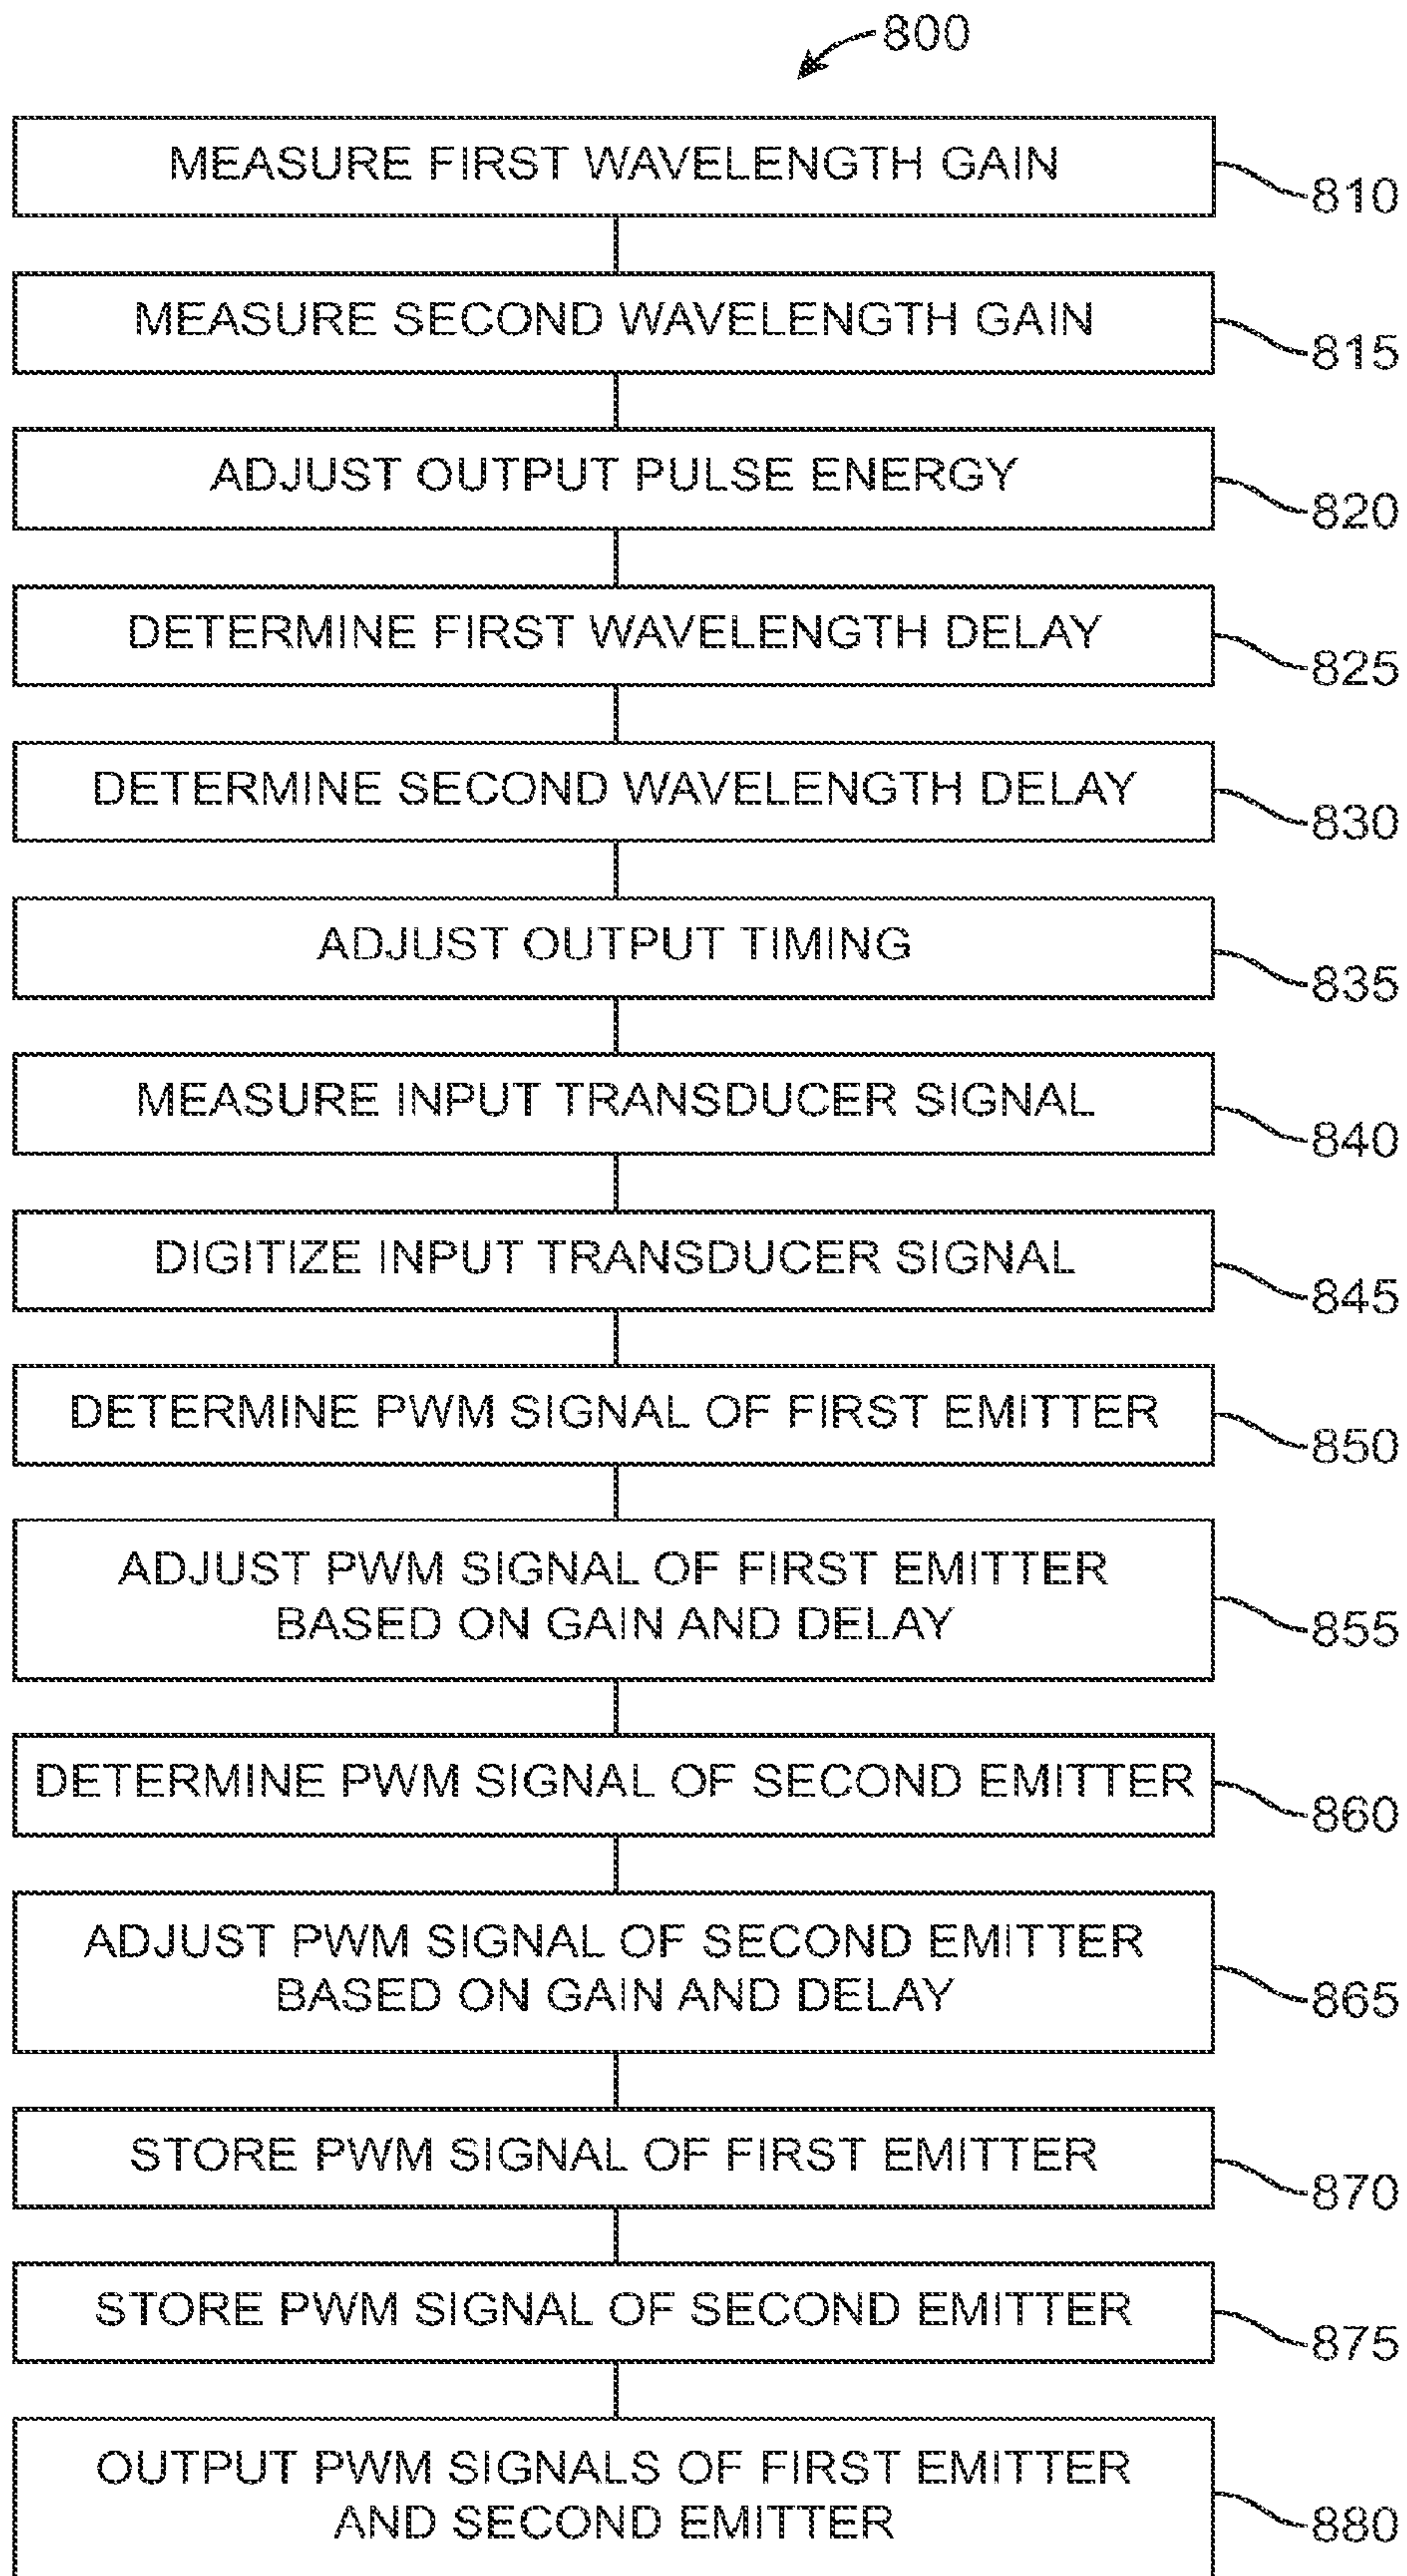 800
MEASURE FIRST WAVELENGTH GAIN
810
MEASURE SECOND WAVELENGTH GAIN
815
ADJUST OUTPUT PULSE ENERGY
820
DETERMINE FIRST WAVELENGTH DELAY
825
DETERMINE SECOND WAVELENGTH DELAY
830
ADJUST OUTPUT TIMING
835
MEASURE INPUT TRANSDUCER SIGNAL
840
DIGITIZE INPUT TRANSDUCER SIGNAL
845
DETERMINE PWM SIGNAL OF FIRST EMITTER
850
ADJUST PWM SIGNAL OF FIRST EMITTER
BASED ON GAIN AND DELAY
855
DETERMINE PWM SIGNAL OF SECOND EMITTER
860
ADJUST PWM SIGNAL OF SECOND EMITTER
BASED ON GAIN AND DELAY
865
STORE PWM SIGNAL OF FIRST EMITTER
870
STORE PWM SIGNAL OF SECOND EMITTER
875
OUTPUT PWM SIGNALS OF FIRST EMITTER
AND SECOND EMITTER
880